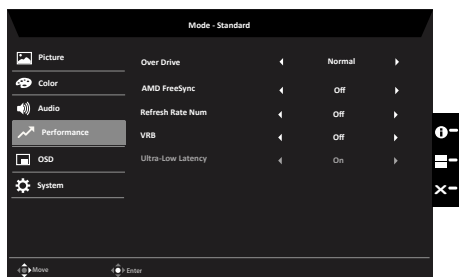 Mode - Standard
Picture
Color
Audio
Performance
OSD
System
Over Drive Normal
AMD FreeSync Off
Refresh Rate Num Off
VRB Off
Ultra-Low Latency On
Move Enter